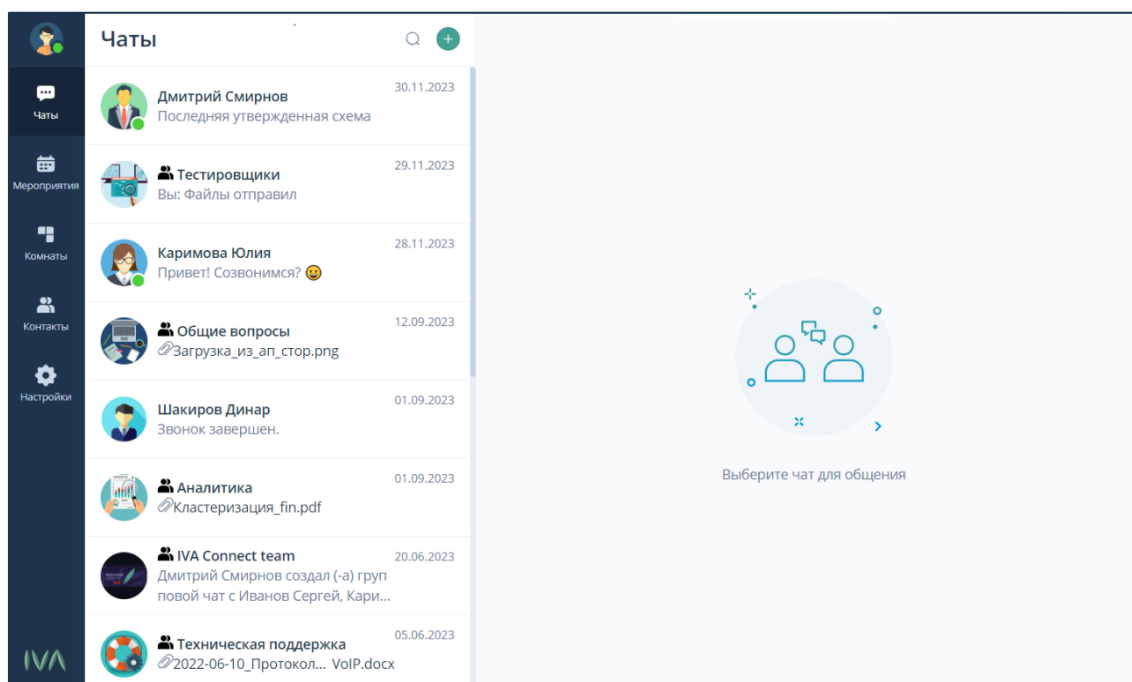 Чаты
Мероприятия
Комнаты
Контакты
Настройки
IVA
Чаты
Дмитрий Смирнов
30.11.2023
Последняя утвержденная схема
Тестировщики
29.11.2023
Вы: Файлы отправил
Каримова Юлия
28.11.2023
Привет! Созвонимся? 😀
Общие вопросы
12.09.2023
Загрузка_из_ап_стор.png
Шакиров Динар
01.09.2023
Звонок завершен.
Аналитика
01.09.2023
Кластеризация_fin.pdf
IVA Connect team
20.06.2023
Дмитрий Смирнов создал (-а) груп
повой чат с Иванов Сергей, Кари...
Техническая поддержка
05.06.2023
2022-06-10_Протокол... VoIP.docx
Выберите чат для общения